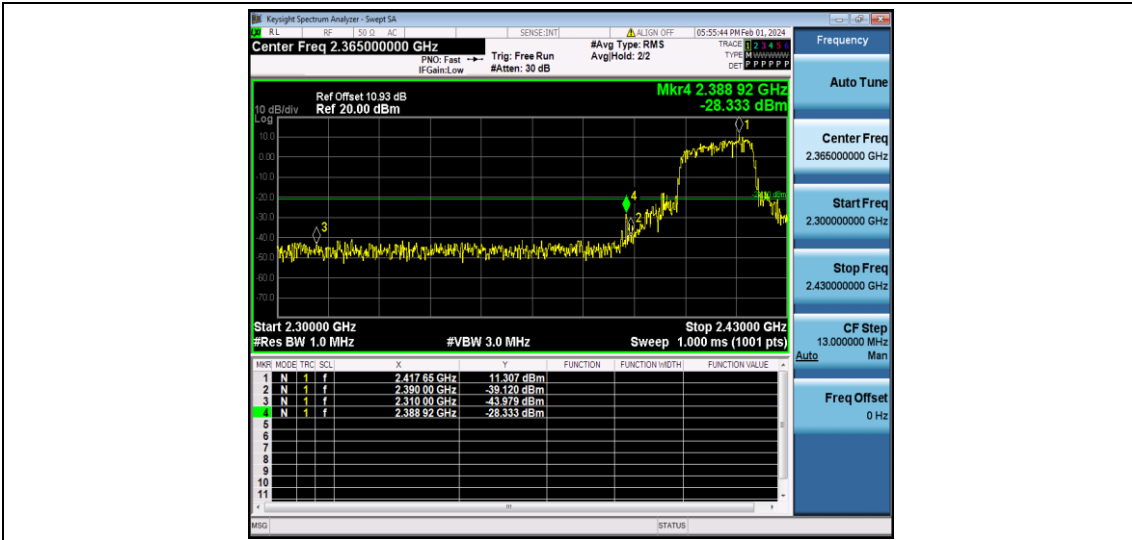 Keysight Spectrum Analyzer - Swept SA
RL RF 50 Ω AC SENSE:INT ALIGN OFF 05:55:44 PM Feb 01, 2024
Center Freq 2.365000000 GHz
PNO: Fast
IFGain:Low
Trig: Free Run
#Atten: 30 dB
#Avg Type: RMS
Avg|Hold: 2/2
TRACE 1 2 3 4 5 6
TYPE M WWWWW
DET P P P P P P
Frequency
Auto Tune
Center Freq
2.365000000 GHz
Start Freq
2.300000000 GHz
Stop Freq
2.430000000 GHz
CF Step
13.000000 MHz
Auto Man
Freq Offset
0 Hz
Mkr4 2.388 92 GHz
-28.333 dBm
Ref Offset 10.93 dB
10 dB/div Ref 20.00 dBm
Log
10.0
0.00
-10.0
-20.0
-30.0
-40.0
-50.0
-60.0
-70.0
1
4
2
3
Start 2.30000 GHz Stop 2.43000 GHz
#Res BW 1.0 MHz #VBW 3.0 MHz Sweep 1.000 ms (1001 pts)
MKR MODE TRC SCL X Y FUNCTION FUNCTION WIDTH FUNCTION VALUE
1 N 1 f 2.417 65 GHz 11.307 dBm
2 N 1 f 2.390 00 GHz -39.120 dBm
3 N 1 f 2.310 00 GHz -43.979 dBm
4 N 1 f 2.388 92 GHz -28.333 dBm
5
6
7
8
9
10
11
MSG STATUS